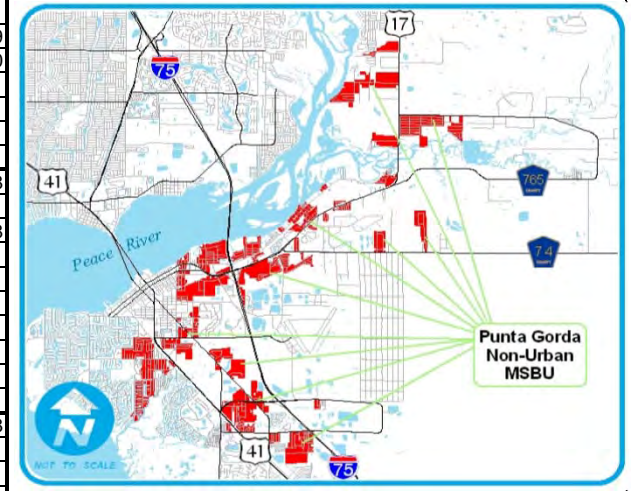 17
75
41
765
Peace River
74
Punta Gorda
Non-Urban
MSBU
N
NOT TO SCALE
41
75